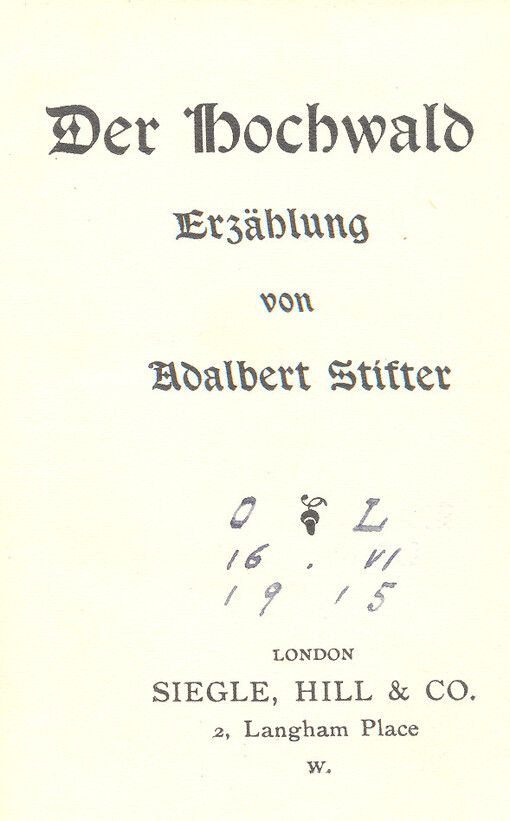 Der Hochwald
Erzählung
von
Adalbert Stifter
O L
16 . VI
1915
LONDON
SIEGLE, HILL & CO.
2, Langham Place
W.